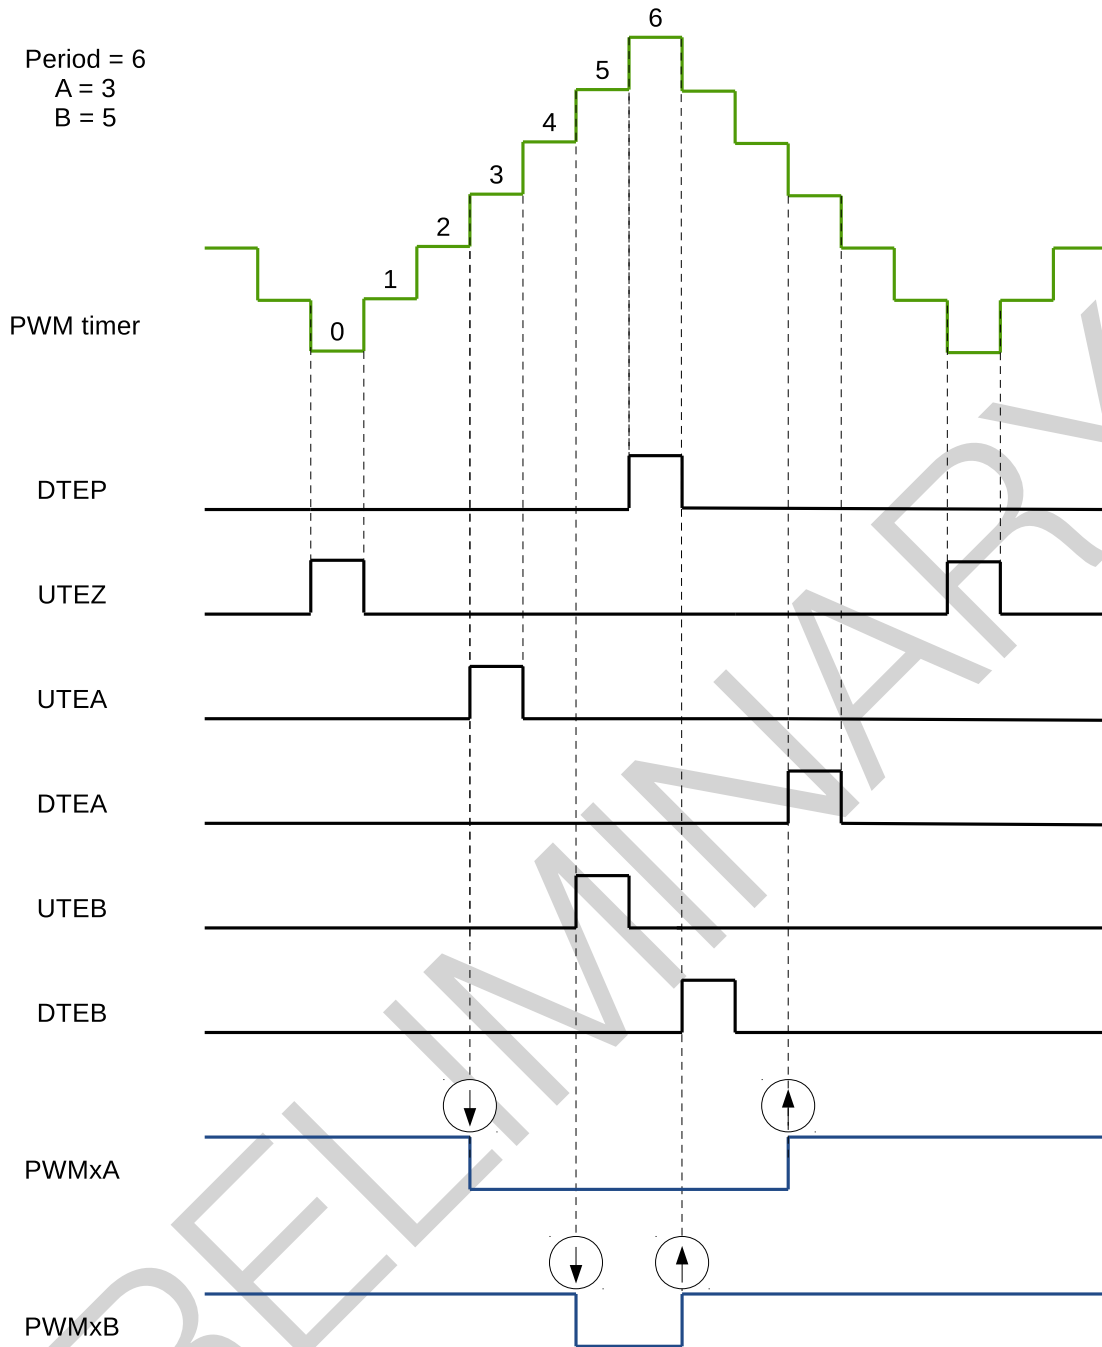 6
Period = 6
A = 3
B = 5
5
4
3
2
1
PWM timer
0
DTEP
UTEZ
UTEA
DTEA
UTEB
DTEB
PWMxA
PWMxB
PRELIMINARY